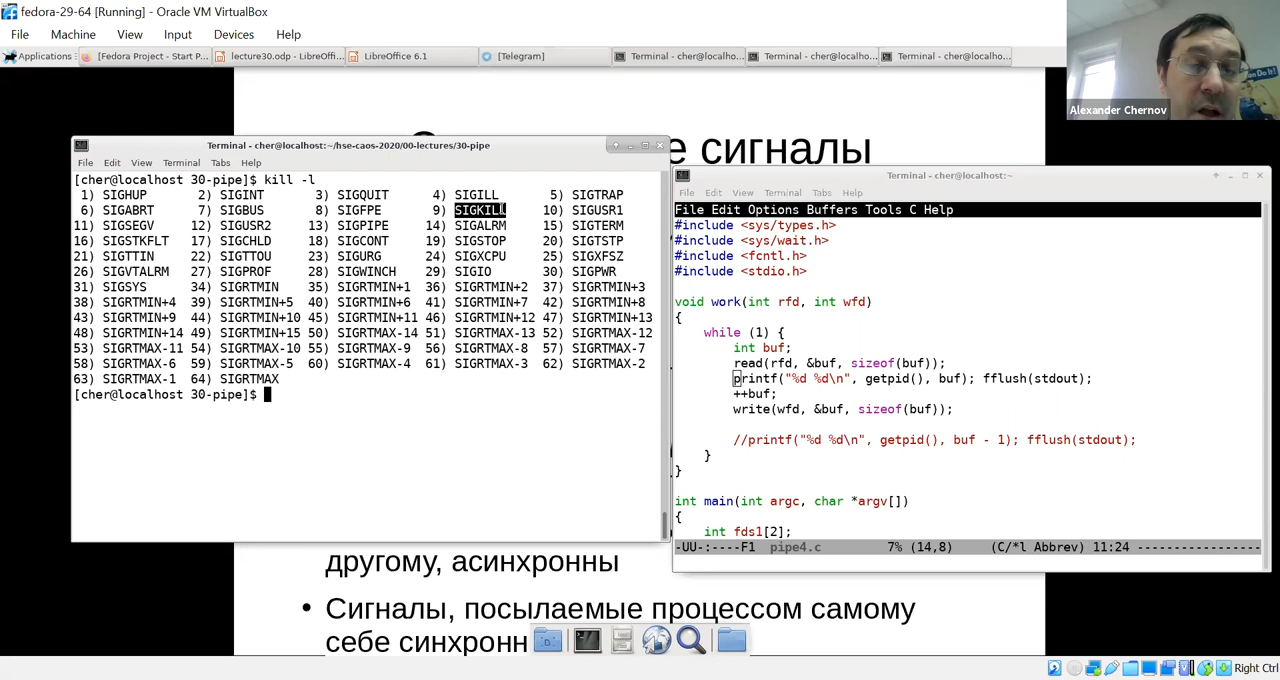 fedora-29-64 [Running] - Oracle VM VirtualBox
File Machine View Input Devices Help
Applications [Fedora Project - Start P... lecture30.odp - LibreOffi... LibreOffice 6.1 [Telegram] Terminal - cher@localho... Terminal - cher@localho... Terminal - cher@localho...
an Do It!
Alexander Chernov
е сигналы
Terminal - cher@localhost:~/hse-caos-2020/00-lectures/30-pipe
File Edit View Terminal Tabs Help
[cher@localhost 30-pipe]$ kill -l
1) SIGHUP 2) SIGINT 3) SIGQUIT 4) SIGILL 5) SIGTRAP
6) SIGABRT 7) SIGBUS 8) SIGFPE 9) SIGKILL 10) SIGUSR1
11) SIGSEGV 12) SIGUSR2 13) SIGPIPE 14) SIGALRM 15) SIGTERM
16) SIGSTKFLT 17) SIGCHLD 18) SIGCONT 19) SIGSTOP 20) SIGTSTP
21) SIGTTIN 22) SIGTTOU 23) SIGURG 24) SIGXCPU 25) SIGXFSZ
26) SIGVTALRM 27) SIGPROF 28) SIGWINCH 29) SIGIO 30) SIGPWR
31) SIGSYS 34) SIGRTMIN 35) SIGRTMIN+1 36) SIGRTMIN+2 37) SIGRTMIN+3
38) SIGRTMIN+4 39) SIGRTMIN+5 40) SIGRTMIN+6 41) SIGRTMIN+7 42) SIGRTMIN+8
43) SIGRTMIN+9 44) SIGRTMIN+10 45) SIGRTMIN+11 46) SIGRTMIN+12 47) SIGRTMIN+13
48) SIGRTMIN+14 49) SIGRTMIN+15 50) SIGRTMAX-14 51) SIGRTMAX-13 52) SIGRTMAX-12
53) SIGRTMAX-11 54) SIGRTMAX-10 55) SIGRTMAX-9 56) SIGRTMAX-8 57) SIGRTMAX-7
58) SIGRTMAX-6 59) SIGRTMAX-5 60) SIGRTMAX-4 61) SIGRTMAX-3 62) SIGRTMAX-2
63) SIGRTMAX-1 64) SIGRTMAX
[cher@localhost 30-pipe]$
Terminal - cher@localhost:~
File Edit View Terminal Tabs Help
File Edit Options Buffers Tools C Help
#include <sys/types.h>
#include <sys/wait.h>
#include <fcntl.h>
#include <stdio.h>
void work(int rfd, int wfd)
{
while (1) {
int buf;
read(rfd, &buf, sizeof(buf));
printf("%d %d\n", getpid(), buf); fflush(stdout);
++buf;
write(wfd, &buf, sizeof(buf));
//printf("%d %d\n", getpid(), buf - 1); fflush(stdout);
}
}
int main(int argc, char *argv[])
{
int fds1[2];
-UU-:----F1 pipe4.c 7% (14,8) (C/*l Abbrev) 11:24 ------------------
другому, асинхронны
• Сигналы, посылаемые процессом самому
себе синхронн
Right Ctrl